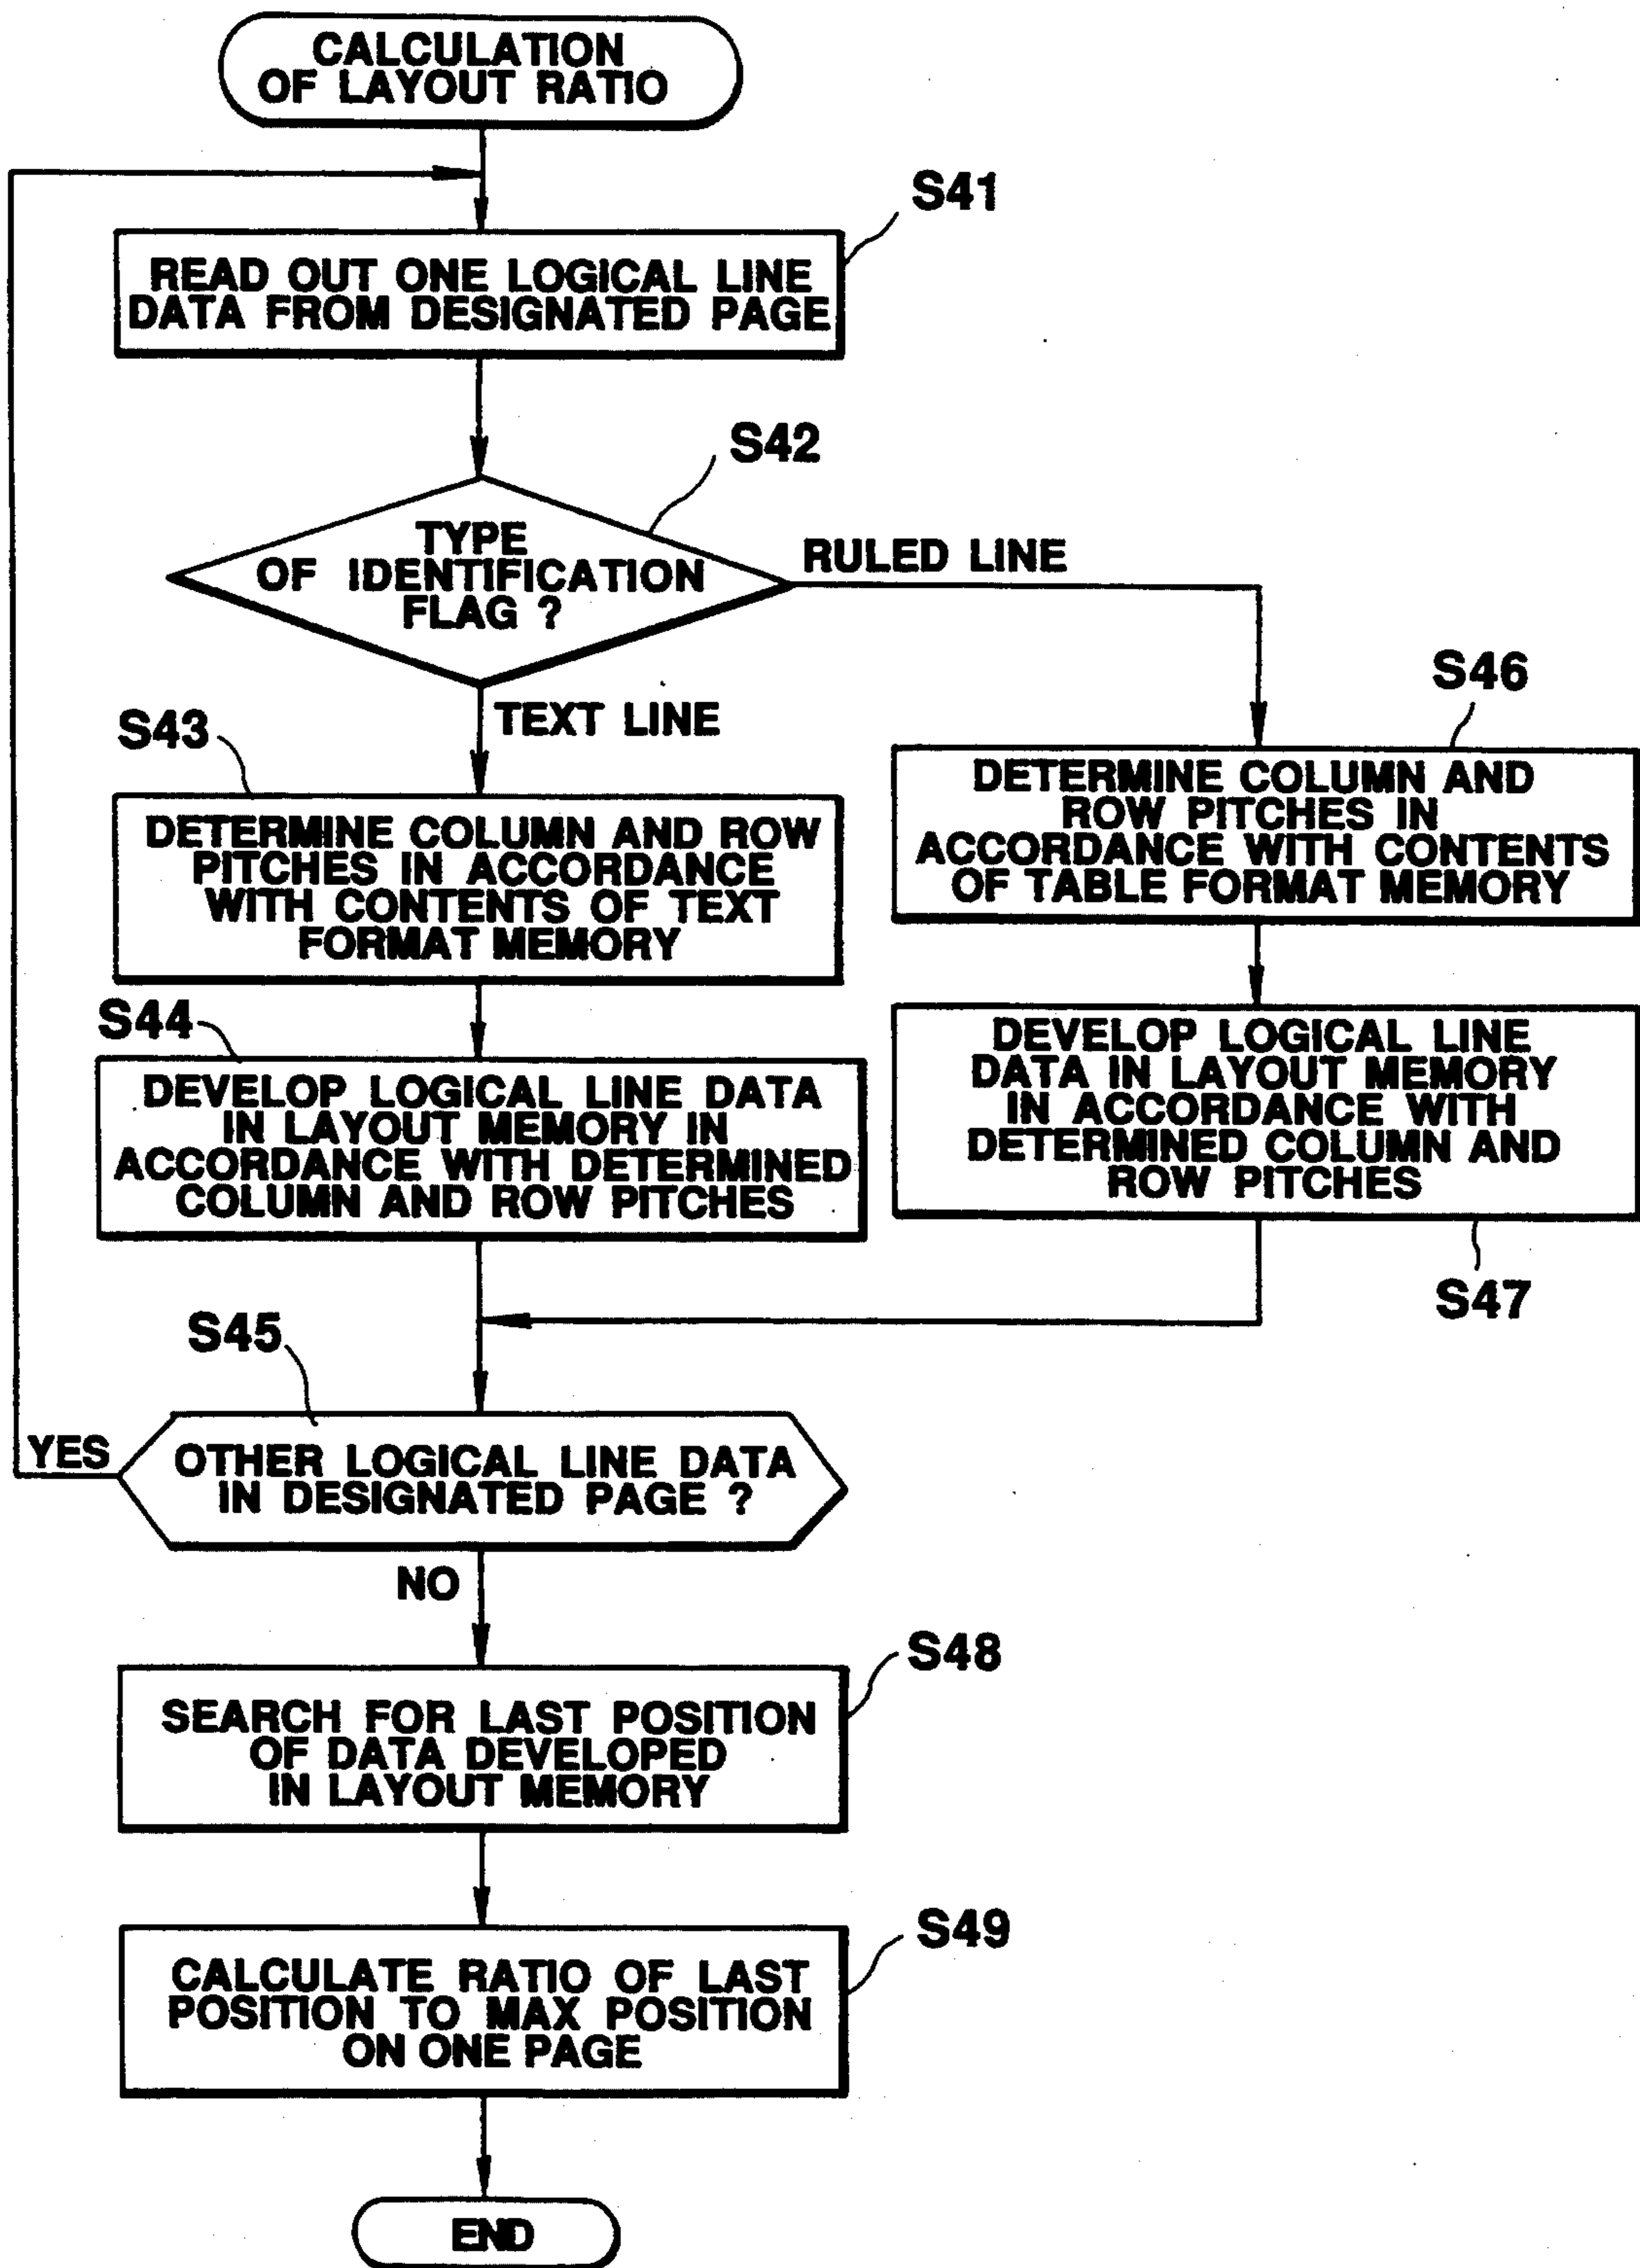 CALCULATION
OF LAYOUT RATIO
S41
READ OUT ONE LOGICAL LINE
DATA FROM DESIGNATED PAGE
S42
TYPE
OF IDENTIFICATION
FLAG ?
RULED LINE
TEXT LINE
S43
DETERMINE COLUMN AND ROW
PITCHES IN ACCORDANCE
WITH CONTENTS OF TEXT
FORMAT MEMORY
S46
DETERMINE COLUMN AND
ROW PITCHES IN
ACCORDANCE WITH CONTENTS
OF TABLE FORMAT MEMORY
S44
DEVELOP LOGICAL LINE DATA
IN LAYOUT MEMORY IN
ACCORDANCE WITH DETERMINED
COLUMN AND ROW PITCHES
DEVELOP LOGICAL LINE
DATA IN LAYOUT MEMORY
IN ACCORDANCE WITH
DETERMINED COLUMN AND
ROW PITCHES
S47
S45
YES
OTHER LOGICAL LINE DATA
IN DESIGNATED PAGE ?
NO
S48
SEARCH FOR LAST POSITION
OF DATA DEVELOPED
IN LAYOUT MEMORY
S49
CALCULATE RATIO OF LAST
POSITION TO MAX POSITION
ON ONE PAGE
END